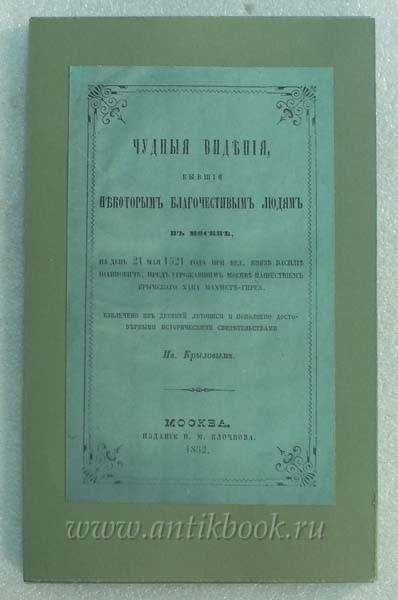 ЧУДНЫЯ ВИДѢНІЯ,
БЫВШІЯ
НѢКОТОРЫМЪ БЛАГОЧЕСТИВЫМЪ ЛЮДЯМЪ
ВЪ МОСКВѢ,
НА ДЕНЬ 21 МАЯ 1521 ГОДА ПРИ ВЕЛ. КНЯЗѢ ВАСИЛІѢ
ІОАННОВИЧѢ, ПРЕДЪ УГРОЖАВШИМЪ МОСКВѢ НАШЕСТВІЕМЪ
КРЫМСКАГО ХАНА МАХМЕТЪ-ГИРЕЯ.
ИЗВЛЕЧЕНО ИЗЪ ДРЕВНЕЙ ЛѢТОПИСИ И ПОПОЛНЕНО ДОСТО-
ВѢРНЫМИ ИСТОРИЧЕСКИМИ СВИДѢТЕЛЬСТВАМИ
Ив. Крыловымъ.
МОСКВА.
ИЗДАНІЕ И. М. КЛОЧКОВА.
1862.
www.antikbook.ru